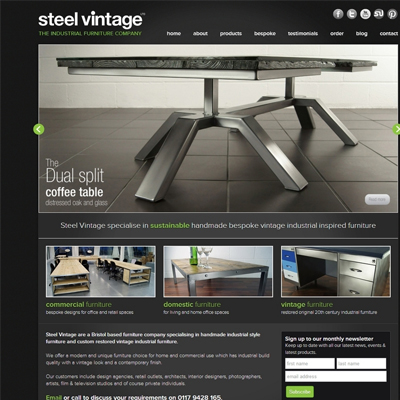 steel vintage
THE INDUSTRIAL FURNITURE COMPANY
home about products bespoke testimonials order blog contact
The
Dual split
coffee table
distressed oak and glass
Steel Vintage specialise in sustainable handmade bespoke vintage industrial inspired furniture
commercial furniture
bespoke designs for office and retail spaces
domestic furniture
for living and home office spaces
vintage furniture
restored original 20th century industrial furniture
Steel Vintage are a Bristol based furniture company specialising in handmade industrial style
furniture and custom restored vintage industrial furniture.
We offer a modern and unique furniture choice for home and commercial use which has industrial build
quality with a vintage look and a contemporary finish.
Our customers include design agencies, retail outlets, architects, interior designers, photographers,
artists, film & television studios and of course private individuals.
Email or call to discuss your requirements on 0117 9428 165.
Sign up to our monthly newsletter
Keep up to date with all our latest news, events &
latest products.
first name last name
email address
Subscribe